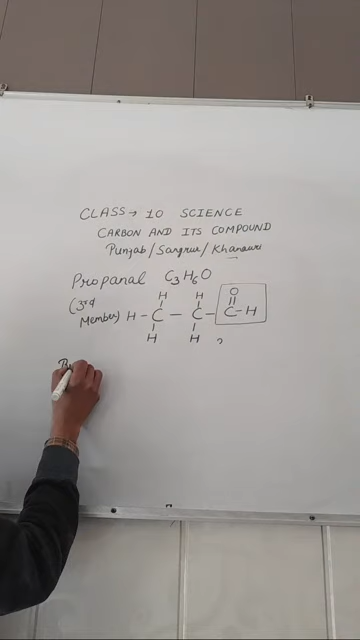 CLASS → 10 SCIENCE
CARBON AND ITS COMPOUND
Punjab/Sangrur/Khanauri
Propanal C₃H₆O
(3rd Member)
H H O
H - C - C - C - H
H H